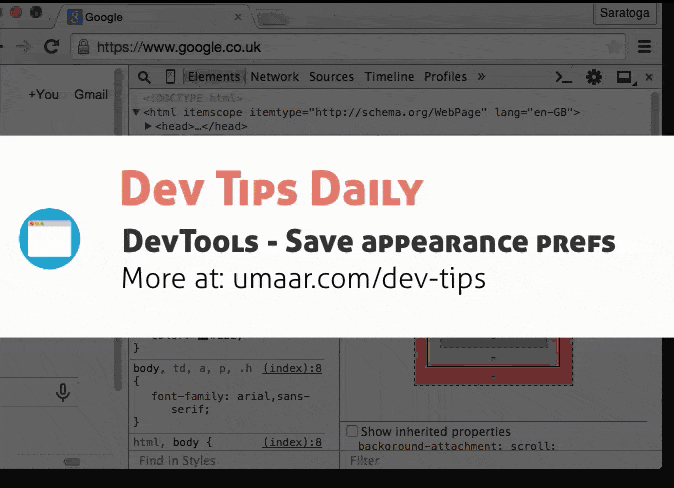 Google
Saratoga
https://www.google.co.uk
+You Gmail
Elements Network Sources Timeline Profiles »
<!DOCTYPE html>
<html itemscope itemtype="http://schema.org/WebPage" lang="en-GB">
<head>…</head>
Dev Tips Daily
DevTools - Save appearance prefs
More at: umaar.com/dev-tips
}
body, td, a, p, .h (index):8
{
font-family: arial,sans-
serif;
}
html, body { (index):8
Find in Styles
Show inherited properties
background-attachment: scroll;
Filter